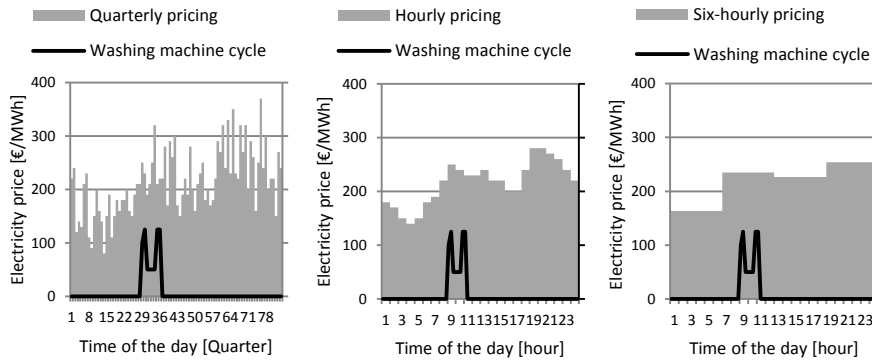 Quarterly pricing
Washing machine cycle
Electricity price [€/MWh]
400
300
200
100
0
1 8 15 22 29 36 43 50 57 64 71 78
Time of the day [Quarter]
Hourly pricing
Washing machine cycle
Electricity price [€/MWh]
400
300
200
100
0
1 3 5 7 9 11 13 15 17 19 21 23
Time of the day [hour]
Six-hourly pricing
Washing machine cycle
Electricity price [€/MWh]
400
300
200
100
0
1 3 5 7 9 11 13 15 17 19 21 23
Time of the day [hour]